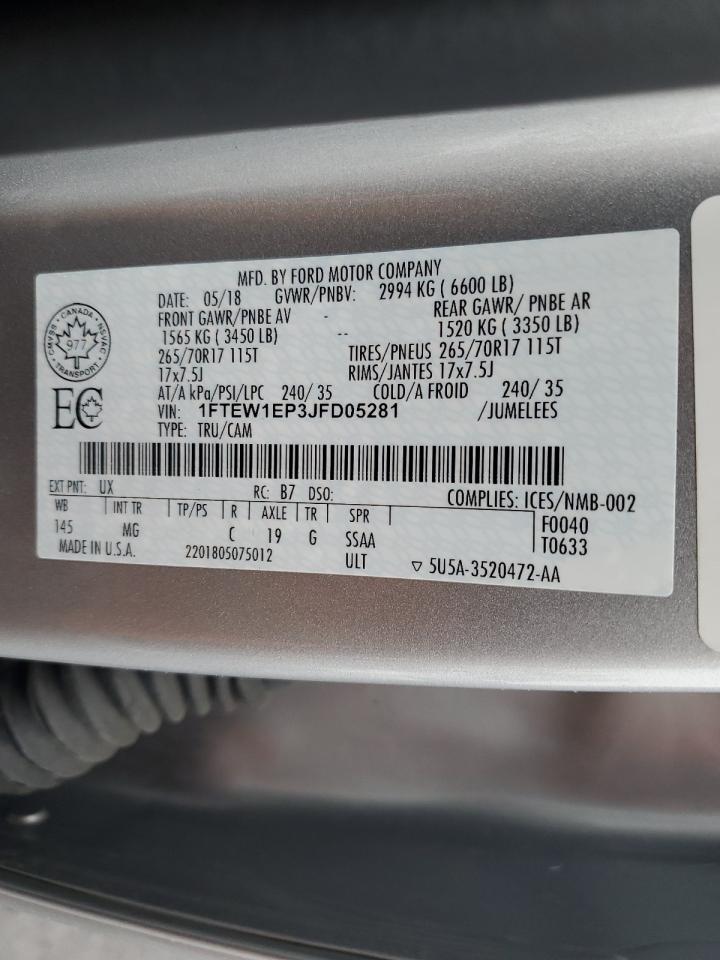 MFD. BY FORD MOTOR COMPANY
DATE: 05/18 GVWR/PNBV: 2994 KG ( 6600 LB)
FRONT GAWR/PNBE AV - REAR GAWR/ PNBE AR
1565 KG ( 3450 LB) -- 1520 KG ( 3350 LB)
265/70R17 115T TIRES/PNEUS 265/70R17 115T
17x7.5J RIMS/JANTES 17x7.5J
AT/A kPa/PSI/LPC 240/ 35 COLD/A FROID 240/ 35
VIN: 1FTEW1EP3JFD05281 /JUMELEES
TYPE: TRU/CAM
CANADA
CMVSS NSVAC
977
TRANSPORT
EC
EXT PNT: UX RC: B7 DSO: COMPLIES: ICES/NMB-002
WB INT TR TP/PS R AXLE TR SPR F0040
145 MG C 19 G SSAA T0633
MADE IN U.S.A. 2201805075012 ULT ▽ 5U5A-3520472-AA